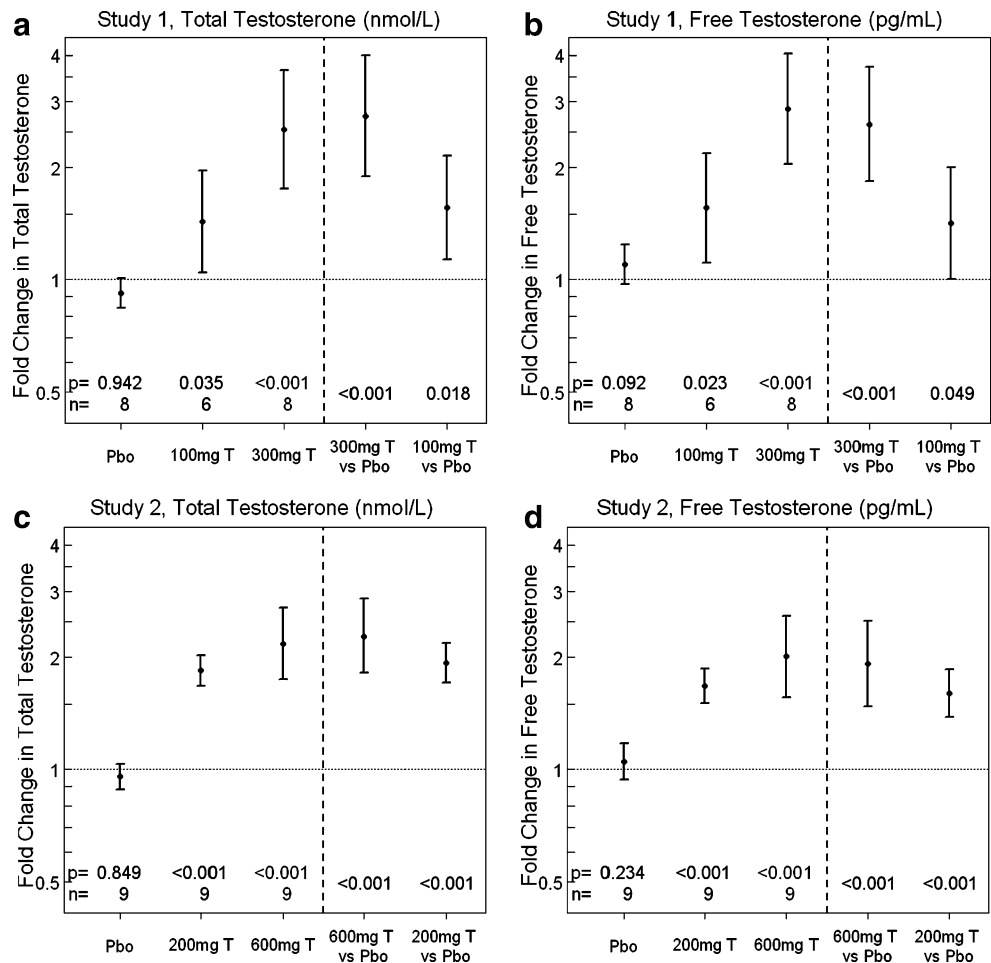 a Study 1, Total Testosterone (nmol/L)
Fold Change in Total Testosterone
4
3
2
1
0.5
p= 0.942 0.035 <0.001 <0.001 0.018
n= 8 6 8
Pbo 100mg T 300mg T 300mg T vs Pbo 100mg T vs Pbo
b Study 1, Free Testosterone (pg/mL)
Fold Change in Free Testosterone
4
3
2
1
0.5
p= 0.092 0.023 <0.001 <0.001 0.049
n= 8 6 8
Pbo 100mg T 300mg T 300mg T vs Pbo 100mg T vs Pbo
c Study 2, Total Testosterone (nmol/L)
Fold Change in Total Testosterone
4
3
2
1
0.5
p= 0.849 <0.001 <0.001 <0.001 <0.001
n= 9 9 9
Pbo 200mg T 600mg T 600mg T vs Pbo 200mg T vs Pbo
d Study 2, Free Testosterone (pg/mL)
Fold Change in Free Testosterone
4
3
2
1
0.5
p= 0.234 <0.001 <0.001 <0.001 <0.001
n= 9 9 9
Pbo 200mg T 600mg T 600mg T vs Pbo 200mg T vs Pbo